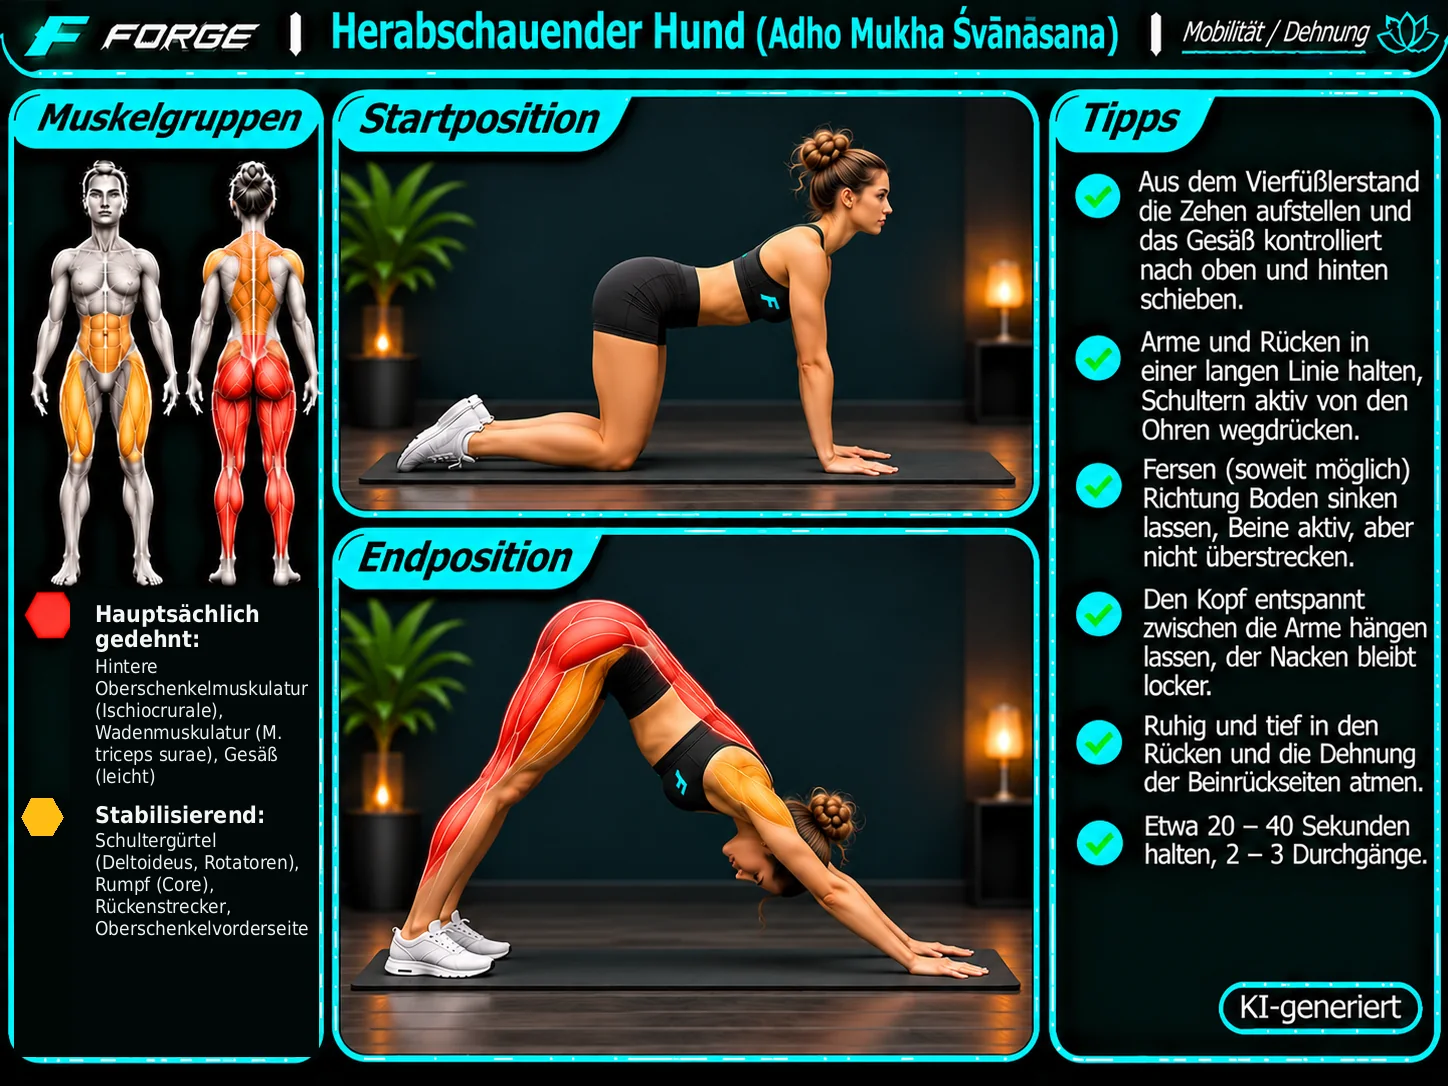 FORGE
Herabschauender Hund (Adho Mukha Śvānāsana)
Mobilität / Dehnung
Muskelgruppen
Hauptsächlich
gedehnt:
Hintere
Oberschenkelmuskulatur
(Ischiocrurale),
Wadenmuskulatur (M.
triceps surae), Gesäß
(leicht)
Stabilisierend:
Schultergürtel
(Deltoideus, Rotatoren),
Rumpf (Core),
Rückenstrecker,
Oberschenkelvorderseite
Startposition
Endposition
Tipps
Aus dem Vierfüßlerstand
die Zehen aufstellen und
das Gesäß kontrolliert
nach oben und hinten
schieben.
Arme und Rücken in
einer langen Linie halten,
Schultern aktiv von den
Ohren wegdrücken.
Fersen (soweit möglich)
Richtung Boden sinken
lassen, Beine aktiv, aber
nicht überstrecken.
Den Kopf entspannt
zwischen die Arme hängen
lassen, der Nacken bleibt
locker.
Ruhig und tief in den
Rücken und die Dehnung
der Beinrückseiten atmen.
Etwa 20 – 40 Sekunden
halten, 2 – 3 Durchgänge.
KI-generiert